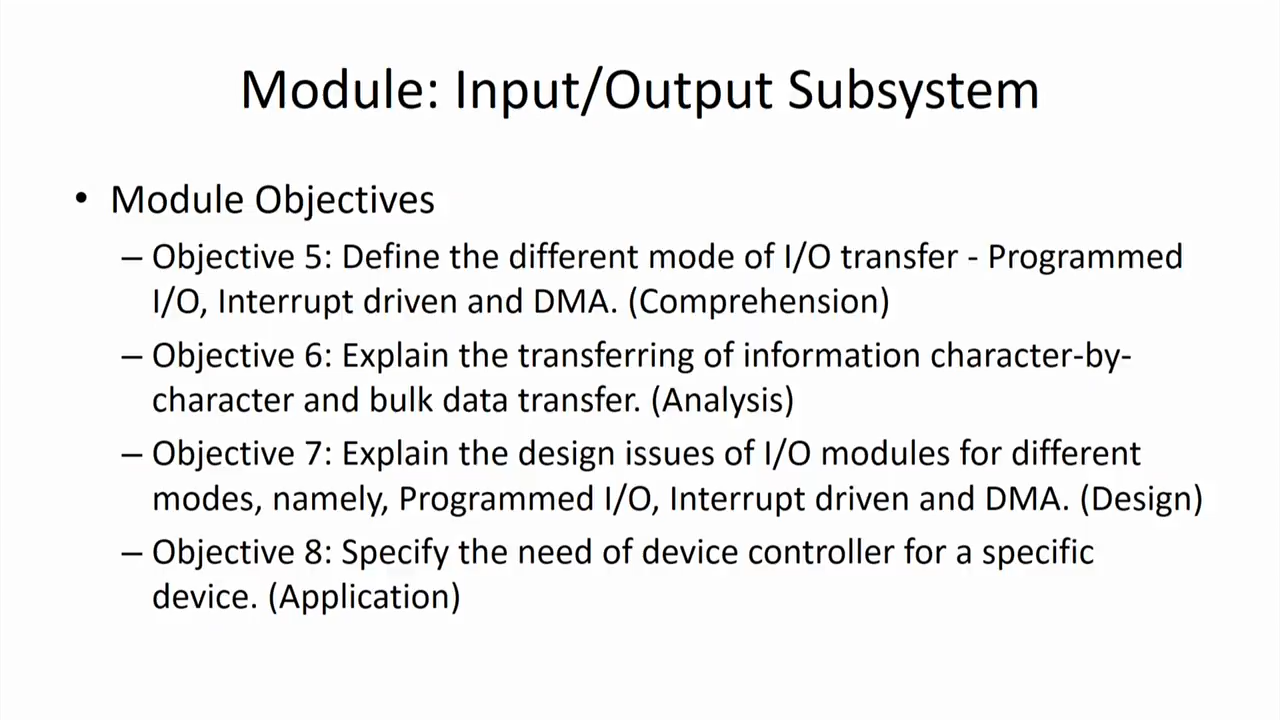 Module: Input/Output Subsystem
• Module Objectives
– Objective 5: Define the different mode of I/O transfer - Programmed
I/O, Interrupt driven and DMA. (Comprehension)
– Objective 6: Explain the transferring of information character-by-
character and bulk data transfer. (Analysis)
– Objective 7: Explain the design issues of I/O modules for different
modes, namely, Programmed I/O, Interrupt driven and DMA. (Design)
– Objective 8: Specify the need of device controller for a specific
device. (Application)